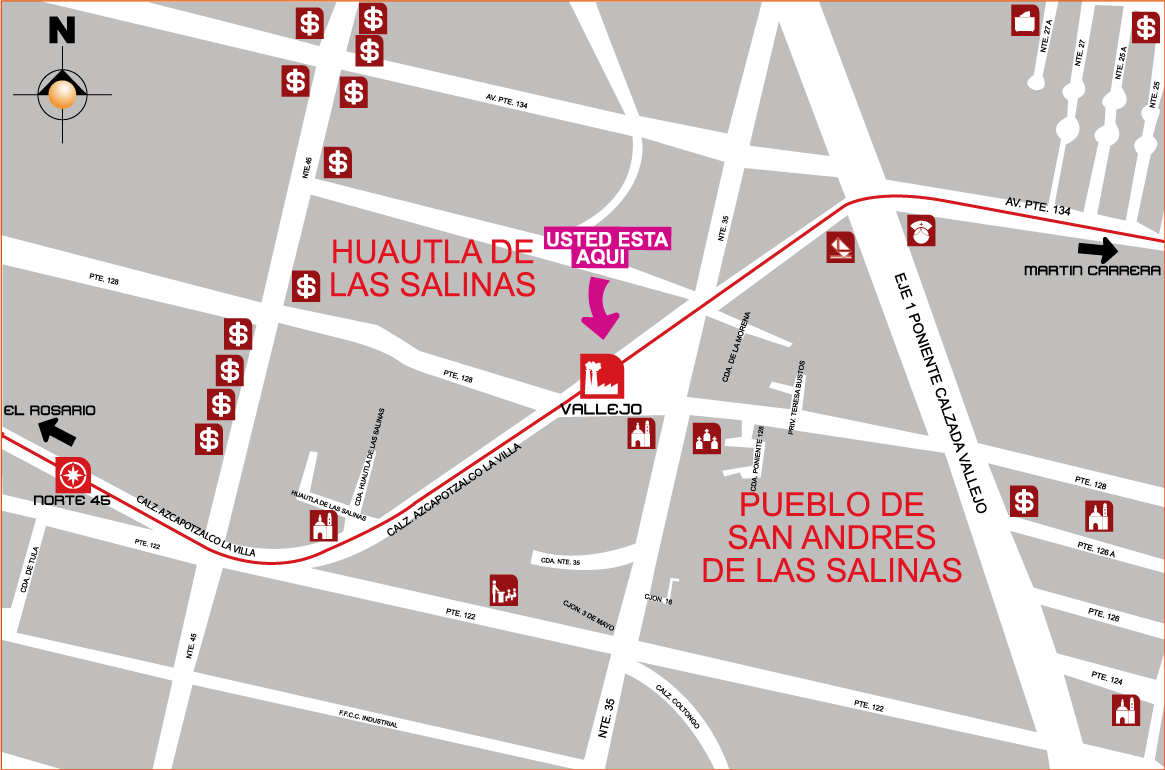 N
NTE. 27 A
NTE. 27
NTE. 25 A
NTE. 25
AV. PTE. 134
NTE.45
AV. PTE. 134
NTE. 35
USTED ESTA
AQUI
HUAUTLA DE
LAS SALINAS
MARTIN CARRERA
PTE. 128
EJE 1 PONIENTE CALZADA VALLEJO
CDA. DE LA MORENA
PTE. 128
PRIV. TERESA BUSTOS
VALLEJO
EL ROSARIO
CDA. HUAUTLA DE LAS SALINAS
CDA. PONIENTE 128
NORTE 45
HUAUTLA DE LAS SALINAS
CALZ. AZCAPOTZALCO LA VILLA
CALZ. AZCAPOTZALCO LA VILLA
PTE. 128
PUEBLO DE
SAN ANDRES
DE LAS SALINAS
PTE. 122
CDA. DE TULA
CDA. NTE. 35
PTE. 126 A
CJON. 16
CJON. 3 DE MAYO
PTE. 122
PTE. 126
NTE. 45
PTE. 124
CALZ. COLTONGO
NTE. 35
PTE. 122
F.F.C.C. INDUSTRIAL